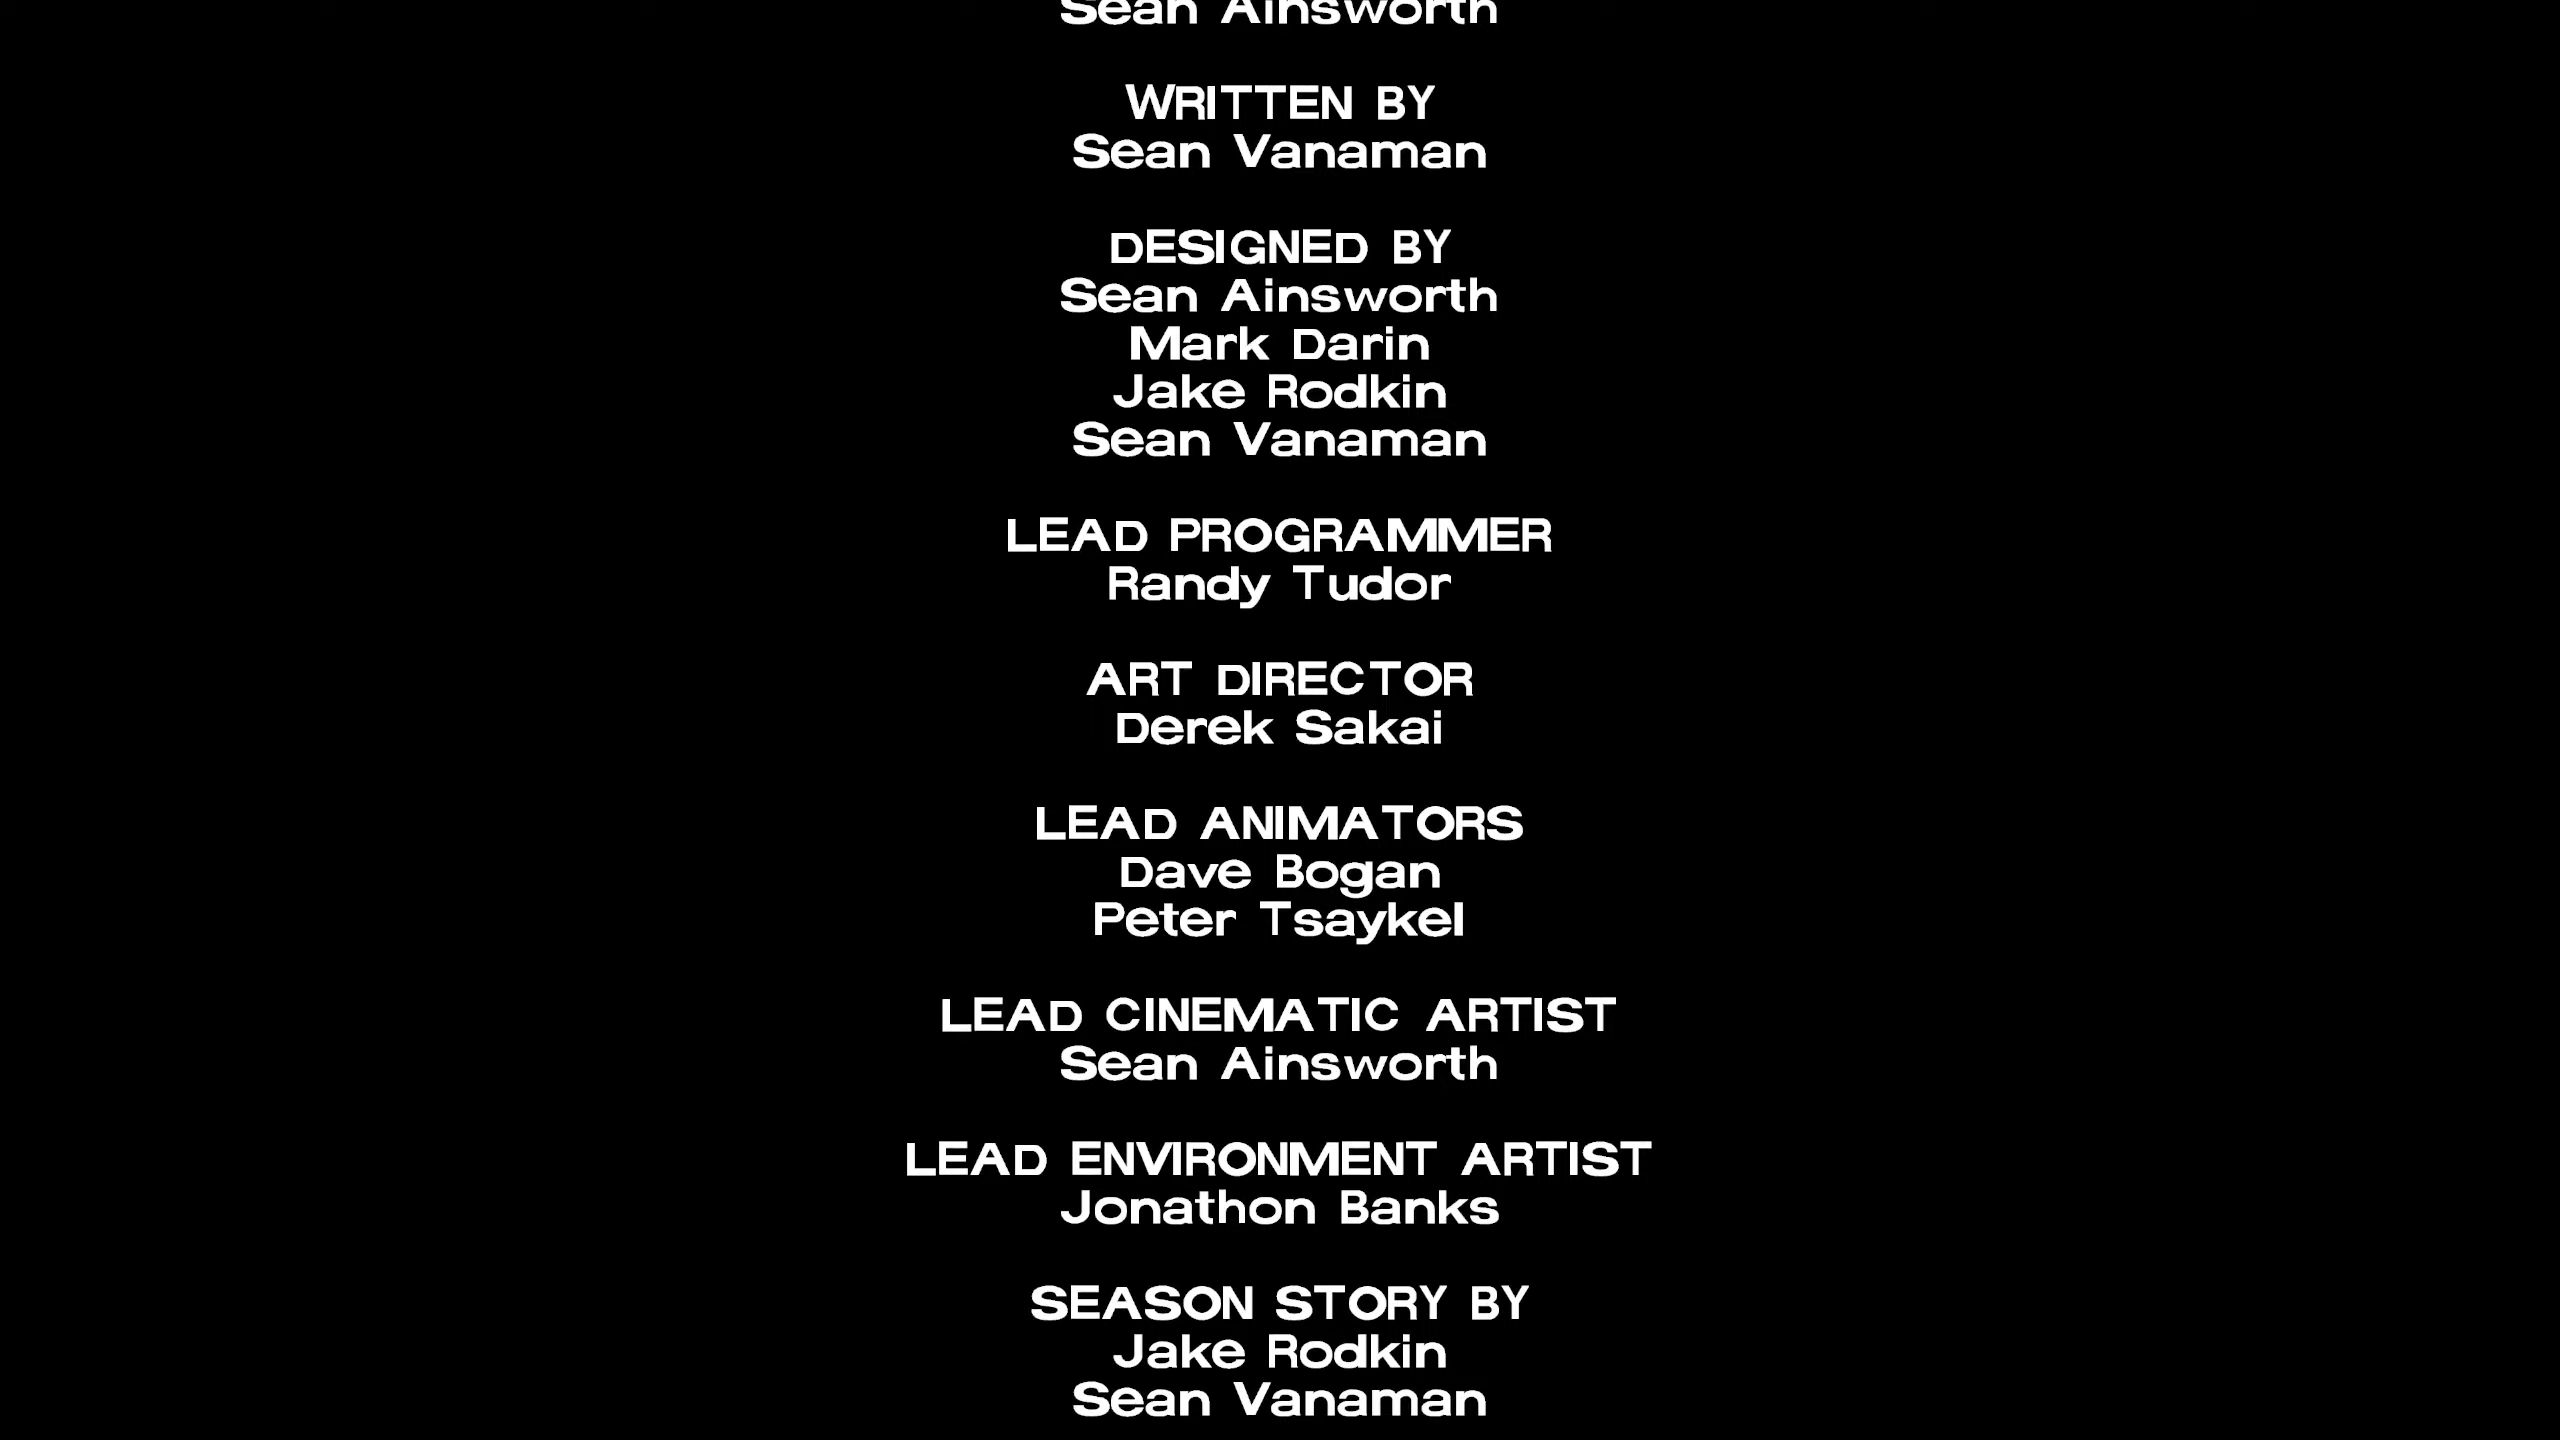 Sean Ainsworth
WRITTEN BY
Sean Vanaman
DESIGNED BY
Sean Ainsworth
Mark Darin
Jake Rodkin
Sean Vanaman
LEAD PROGRAMMER
Randy Tudor
ART DIRECTOR
Derek Sakai
LEAD ANIMATORS
Dave Bogan
Peter Tsaykel
LEAD CINEMATIC ARTIST
Sean Ainsworth
LEAD ENVIRONMENT ARTIST
Jonathon Banks
SEASON STORY BY
Jake Rodkin
Sean Vanaman